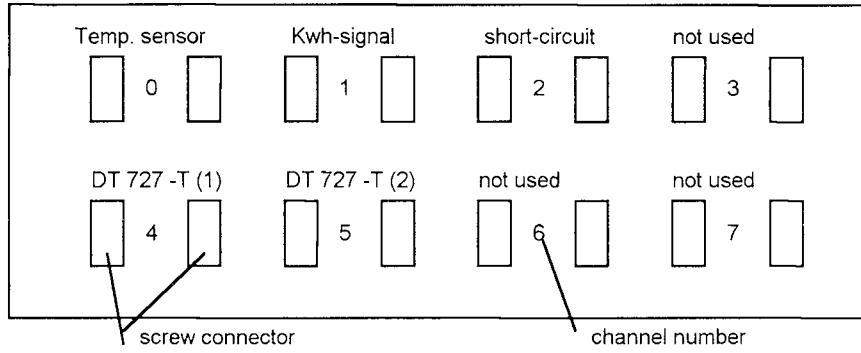 Temp. sensor Kwh-signal short-circuit not used
0 1 2 3
DT 727 -T (1) DT 727 -T (2) not used not used
4 5 6 7
screw connector channel number